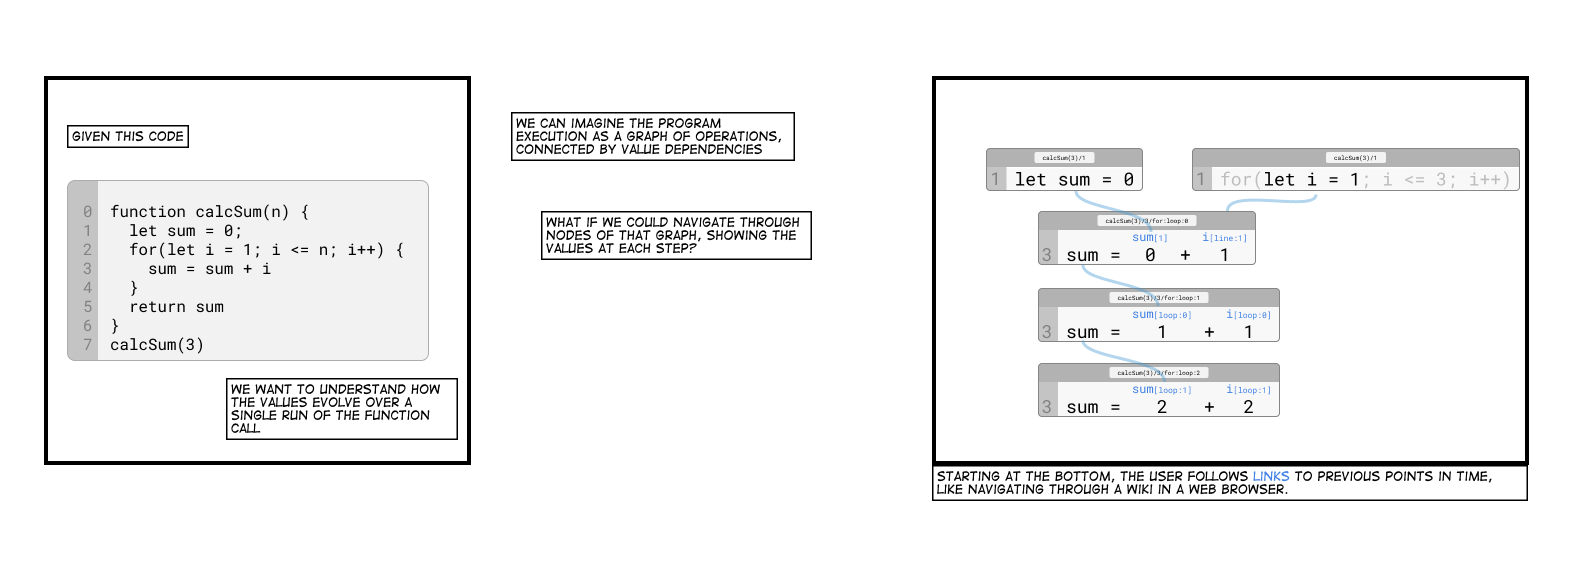 GIVEN THIS CODE
0 function calcSum(n) {
1   let sum = 0;
2   for(let i = 1; i <= n; i++) {
3     sum = sum + i
4   }
5   return sum
6 }
7 calcSum(3)
WE WANT TO UNDERSTAND HOW
THE VALUES EVOLVE OVER A
SINGLE RUN OF THE FUNCTION
CALL
WE CAN IMAGINE THE PROGRAM
EXECUTION AS A GRAPH OF OPERATIONS,
CONNECTED BY VALUE DEPENDENCIES
WHAT IF WE COULD NAVIGATE THROUGH
NODES OF THAT GRAPH, SHOWING THE
VALUES AT EACH STEP?
calcSum(3)/1
1 let sum = 0
calcSum(3)/1
1 for(let i = 1; i <= 3; i++)
calcSum(3)/3/for:loop:0
sum[1] i[line:1]
3 sum = 0 + 1
calcSum(3)/3/for:loop:1
sum[loop:0] i[loop:0]
3 sum = 1 + 1
calcSum(3)/3/for:loop:2
sum[loop:1] i[loop:1]
3 sum = 2 + 2
STARTING AT THE BOTTOM, THE USER FOLLOWS LINKS TO PREVIOUS POINTS IN TIME,
LIKE NAVIGATING THROUGH A WIKI IN A WEB BROWSER.